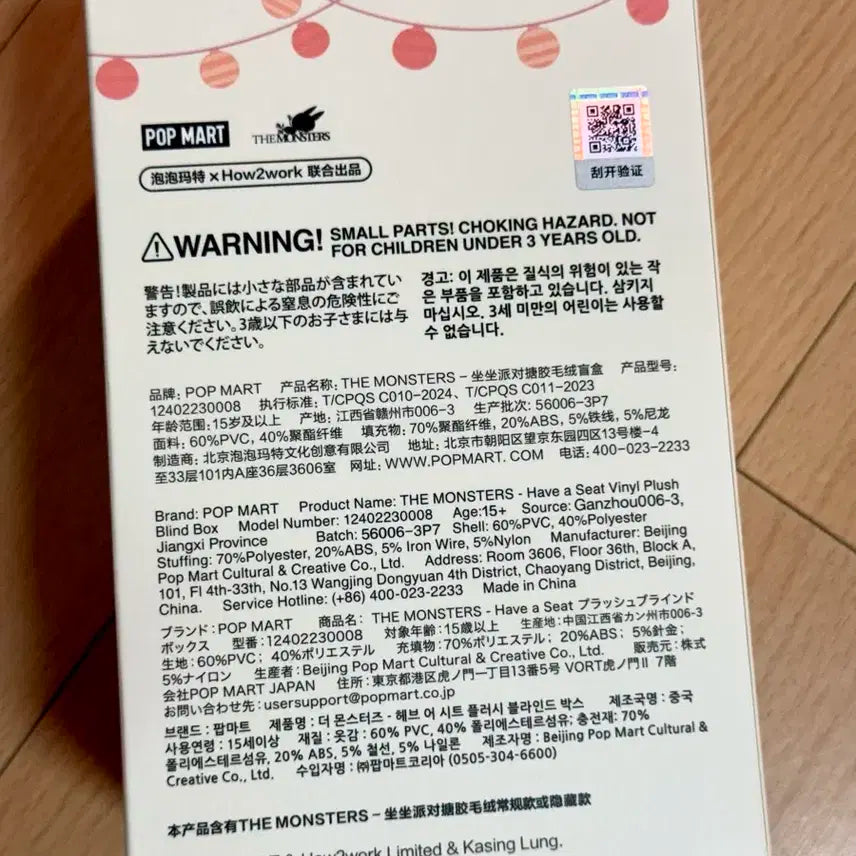 POP MART
THE MONSTERS
泡泡玛特 × How2work 联合出品
刮开验证
WARNING! SMALL PARTS! CHOKING HAZARD. NOT
FOR CHILDREN UNDER 3 YEARS OLD.
警告!製品には小さな部品が含まれてい
ますので、誤飲による窒息の危険性にご
注意ください。3歳以下のお子さまには与
えないでください。
경고: 이 제품은 질식의 위험이 있는 작
은 부품을 포함하고 있습니다. 삼키지
마십시오. 3세 미만의 어린이는 사용할
수 없습니다.
品牌: POP MART 产品名称: THE MONSTERS – 坐坐派对搪胶毛绒盲盒 产品型号:
12402230008 执行标准: T/CPQS C010-2024、T/CPQS C011-2023
年龄范围: 15岁及以上 产地: 江西省赣州市006-3 生产批次: 56006-3P7
面料: 60%PVC, 40%聚酯纤维 填充物: 70%聚酯纤维, 20%ABS, 5%铁线, 5%尼龙
制造商: 北京泡泡玛特文化创意有限公司 地址: 北京市朝阳区望京东园四区13号楼-4
至33层101内A座36层3606室 网址: WWW.POPMART. COM 电话: 400-023-2233
Brand: POP MART Product Name: THE MONSTERS - Have a Seat Vinyl Plush
Blind Box Model Number: 12402230008 Age:15+ Source: Ganzhou006-3,
Jiangxi Province Batch: 56006-3P7 Shell: 60%PVC, 40%Polyester
Stuffing: 70%Polyester, 20%ABS, 5% Iron Wire, 5%Nylon Manufacturer: Beijing
Pop Mart Cultural & Creative Co., Ltd. Address: Room 3606, Floor 36th, Block A,
101, Fl 4th-33th, No.13 Wangjing Dongyuan 4th District, Chaoyang District, Beijing,
China. Service Hotline: (+86) 400-023-2233 Made in China
ブランド: POP MART 商品名: THE MONSTERS - Have a Seat プラッシュブラインド
ボックス 型番: 12402230008 対象年齢: 15歳以上 生産地: 中国江西省カン州市006-3
生地: 60%PVC; 40%ポリエステル 充填物: 70%ポリエステル; 20%ABS; 5%針金;
5%ナイロン 生産者: Beijing Pop Mart Cultural & Creative Co., Ltd. 販売元: 株式
会社POP MART JAPAN 住所: 東京都港区虎ノ門一丁目13番5号 VORT虎ノ門II 7階
お問い合わせ先: usersupport@popmart.co.jp
브랜드 : 팝마트 제품명 : 더 몬스터즈 - 헤브 어 시트 플러시 블라인드 박스 제조국명 : 중국
사용연령 : 15세이상 재질 : 옷감 : 60% PVC, 40% 폴리에스테르섬유; 충전재: 70%
폴리에스테르섬유, 20% ABS, 5% 철선, 5% 나일론 제조자명 : Beijing Pop Mart Cultural &
Creative Co., Ltd. 수입자명 : ㈜팝마트코리아 (0505-304-6600)
本产品含有THE MONSTERS – 坐坐派对搪胶毛绒常规款或隐藏款
& How2work Limited & Kasing Lung.